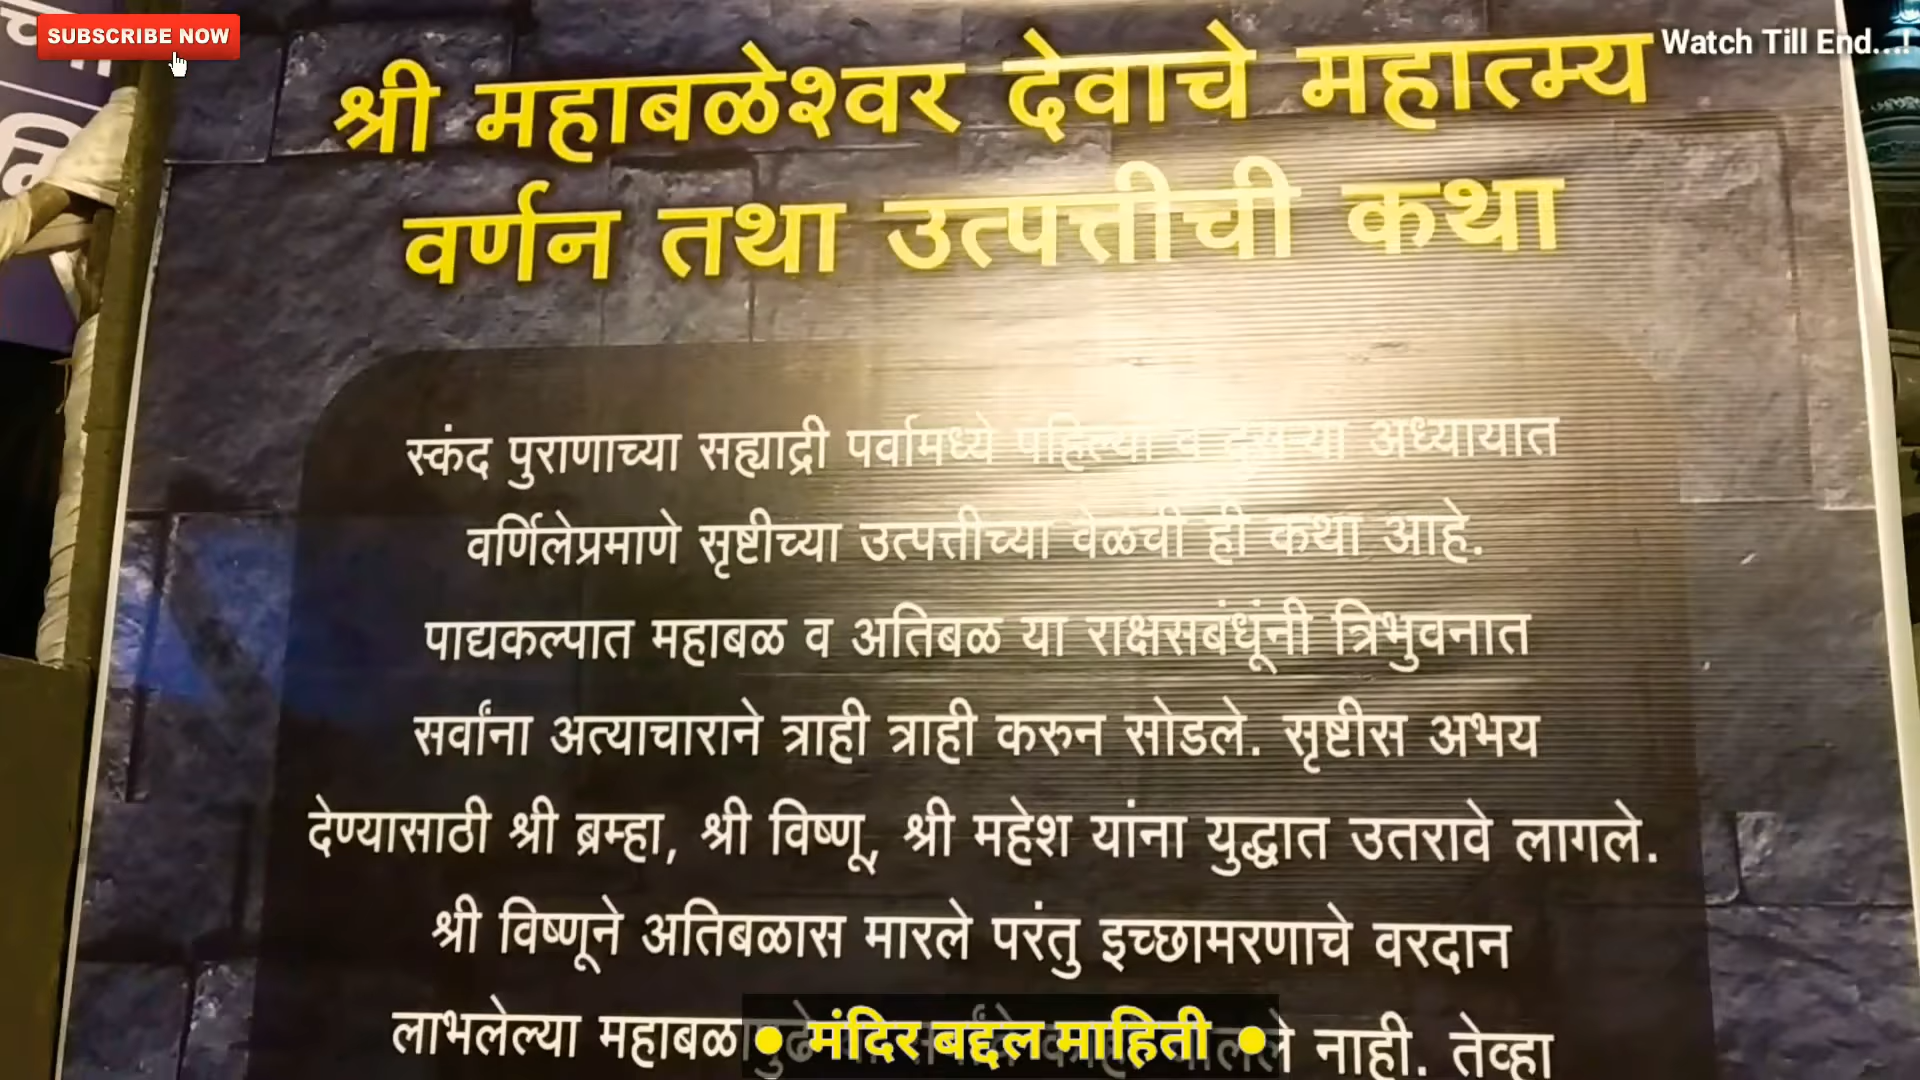 SUBSCRIBE NOW
Watch Till End...!
श्री महाबळेश्वर देवाचे महात्म्य
वर्णन तथा उत्पत्तीची कथा
स्कंद पुराणाच्या सह्याद्री पर्वामध्ये पहिल्या व दुसऱ्या अध्यायात
वर्णिलेप्रमाणे सृष्टीच्या उत्पत्तीच्या वेळची ही कथा आहे.
पाद्यकल्पात महाबळ व अतिबळ या राक्षसबंधूंनी त्रिभुवनात
सर्वांना अत्याचाराने त्राही त्राही करुन सोडले. सृष्टीस अभय
देण्यासाठी श्री ब्रम्हा, श्री विष्णू, श्री महेश यांना युद्धात उतरावे लागले.
श्री विष्णूने अतिबळास मारले परंतु इच्छामरणाचे वरदान
लाभलेल्या महाबळ नाही. तेव्हा
• मंदिर बद्दल माहिती •